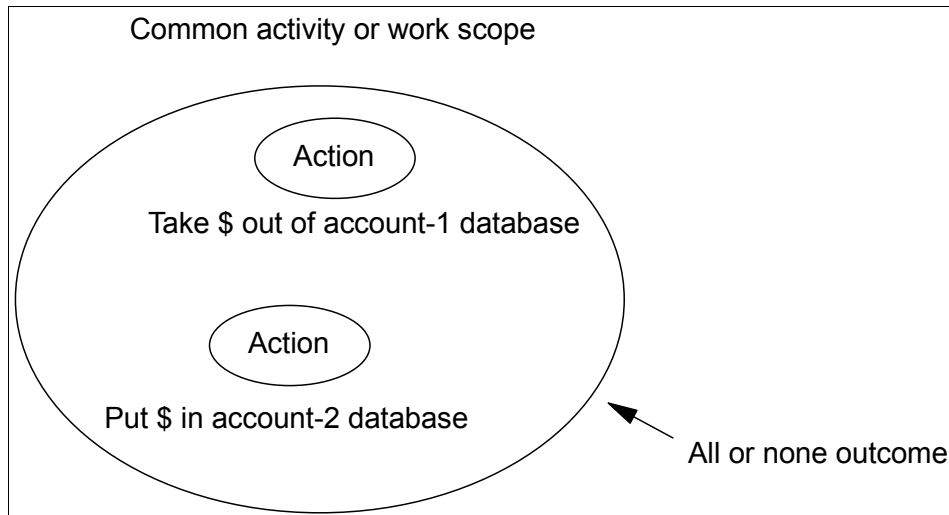 Common activity or work scope
Action
Take $ out of account-1 database
Action
Put $ in account-2 database
All or none outcome